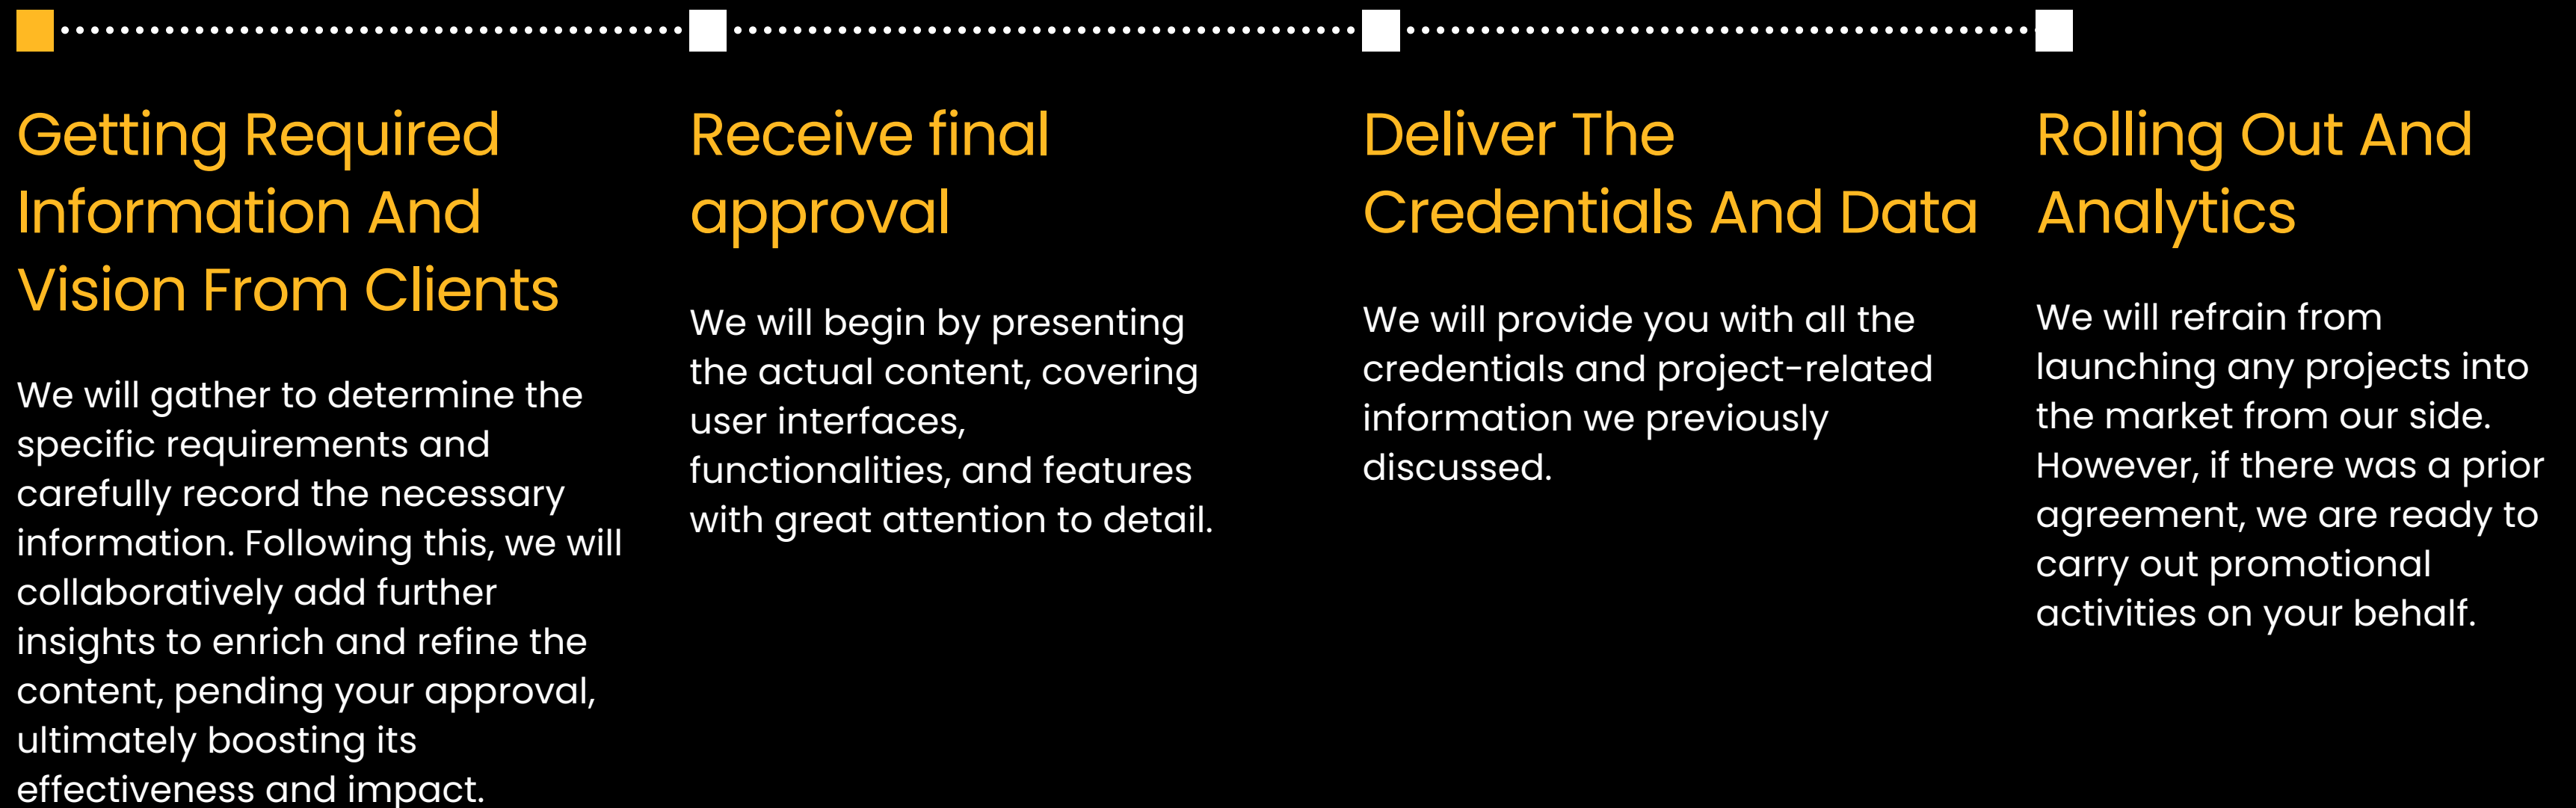 Getting Required
Information And
Vision From Clients
We will gather to determine the
specific requirements and
carefully record the necessary
information. Following this, we will
collaboratively add further
insights to enrich and refine the
content, pending your approval,
ultimately boosting its
effectiveness and impact.
Receive final
approval
We will begin by presenting
the actual content, covering
user interfaces,
functionalities, and features
with great attention to detail.
Deliver The
Credentials And Data
We will provide you with all the
credentials and project-related
information we previously
discussed.
Rolling Out And
Analytics
We will refrain from
launching any projects into
the market from our side.
However, if there was a prior
agreement, we are ready to
carry out promotional
activities on your behalf.